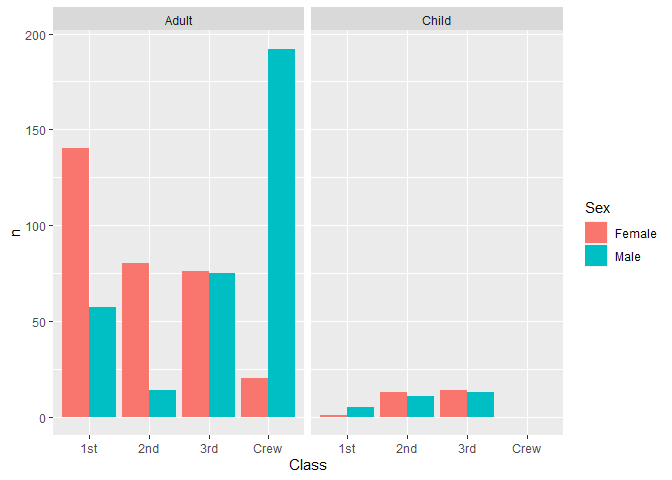 Adult Child
200
150
100
50
0
n
1st 2nd 3rd Crew 1st 2nd 3rd Crew
Class
Sex
Female
Male